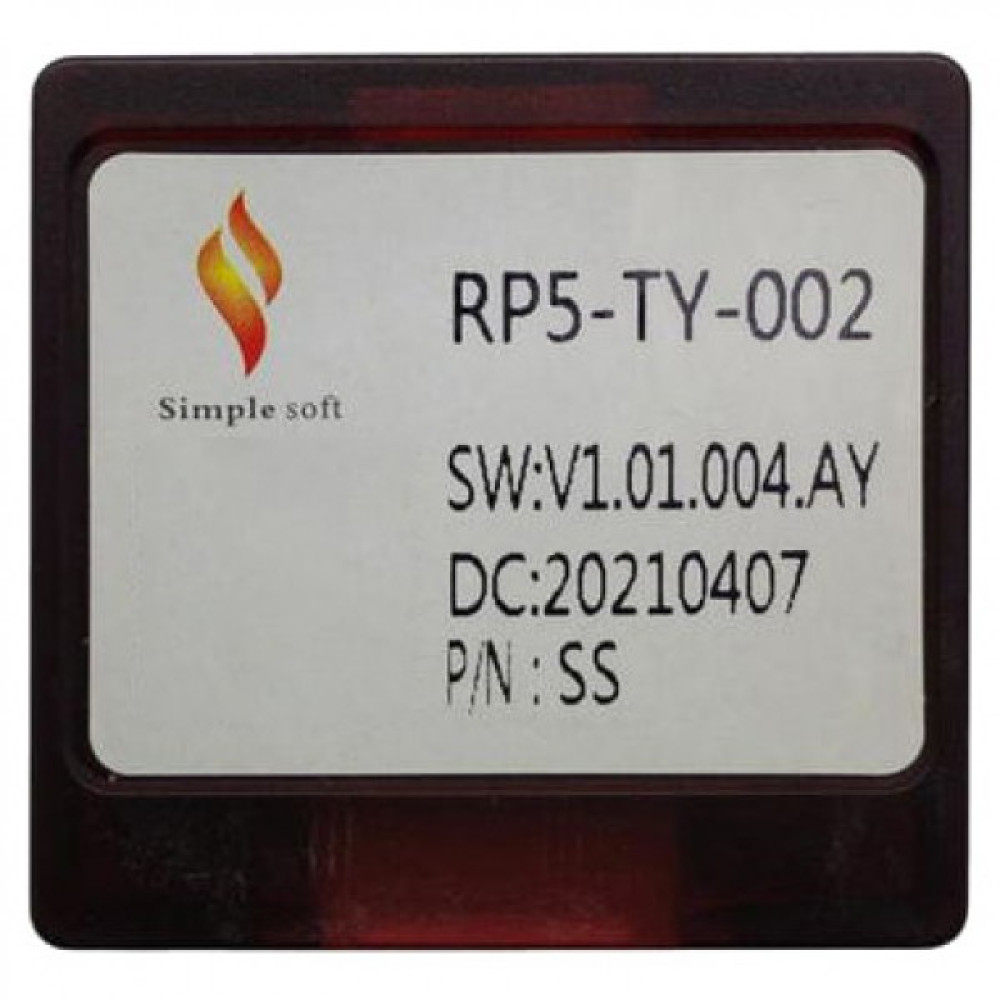 Simple soft
RP5-TY-002
SW:V1.01.004.AY
DC:20210407
P/N : SS